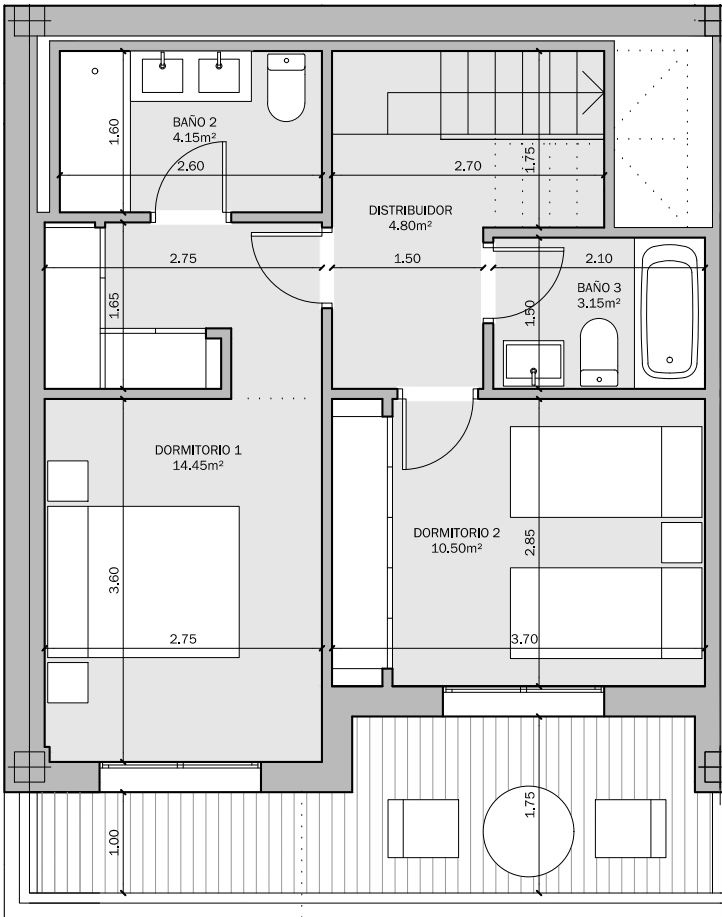 1.60
BAÑO 2
4.15m²
2.60
2.70
1.75
DISTRIBUIDOR
4.80m²
2.75
1.50
2.10
1.65
1.50
BAÑO 3
3.15m²
DORMITORIO 1
14.45m²
DORMITORIO 2
10.50m²
2.85
3.60
2.75
3.70
1.00
1.75